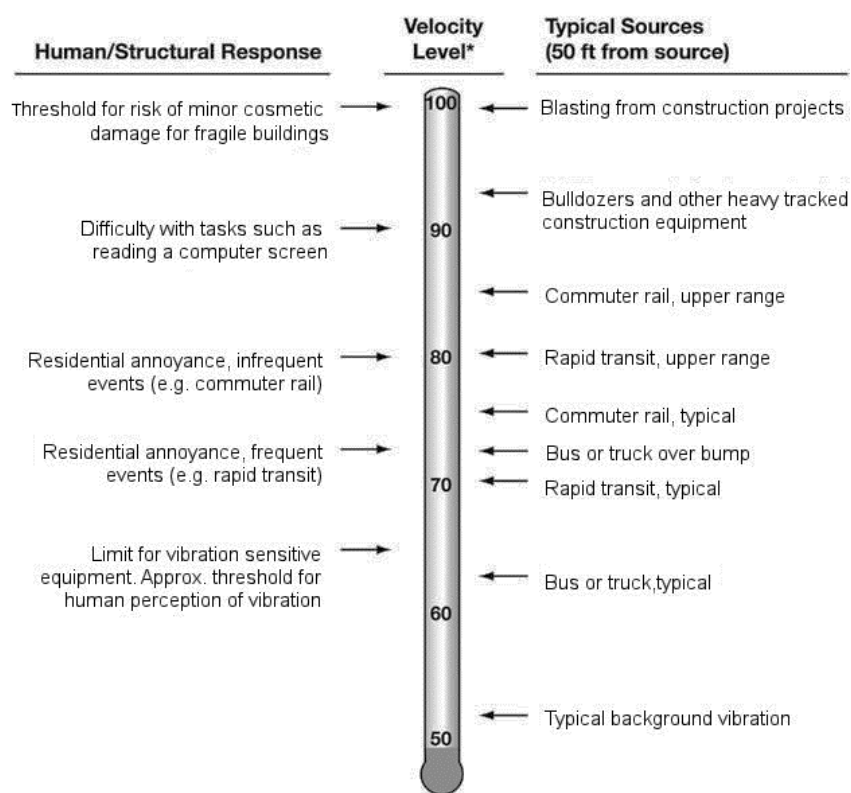 Human/Structural Response
Velocity
Level*
Typical Sources
(50 ft from source)
Threshold for risk of minor cosmetic
damage for fragile buildings
100
Blasting from construction projects
Bulldozers and other heavy tracked
construction equipment
Difficulty with tasks such as
reading a computer screen
90
Commuter rail, upper range
Residential annoyance, infrequent
events (e.g. commuter rail)
80
Rapid transit, upper range
Commuter rail, typical
Residential annoyance, frequent
events (e.g. rapid transit)
Bus or truck over bump
70
Rapid transit, typical
Limit for vibration sensitive
equipment. Approx. threshold for
human perception of vibration
Bus or truck,typical
60
Typical background vibration
50